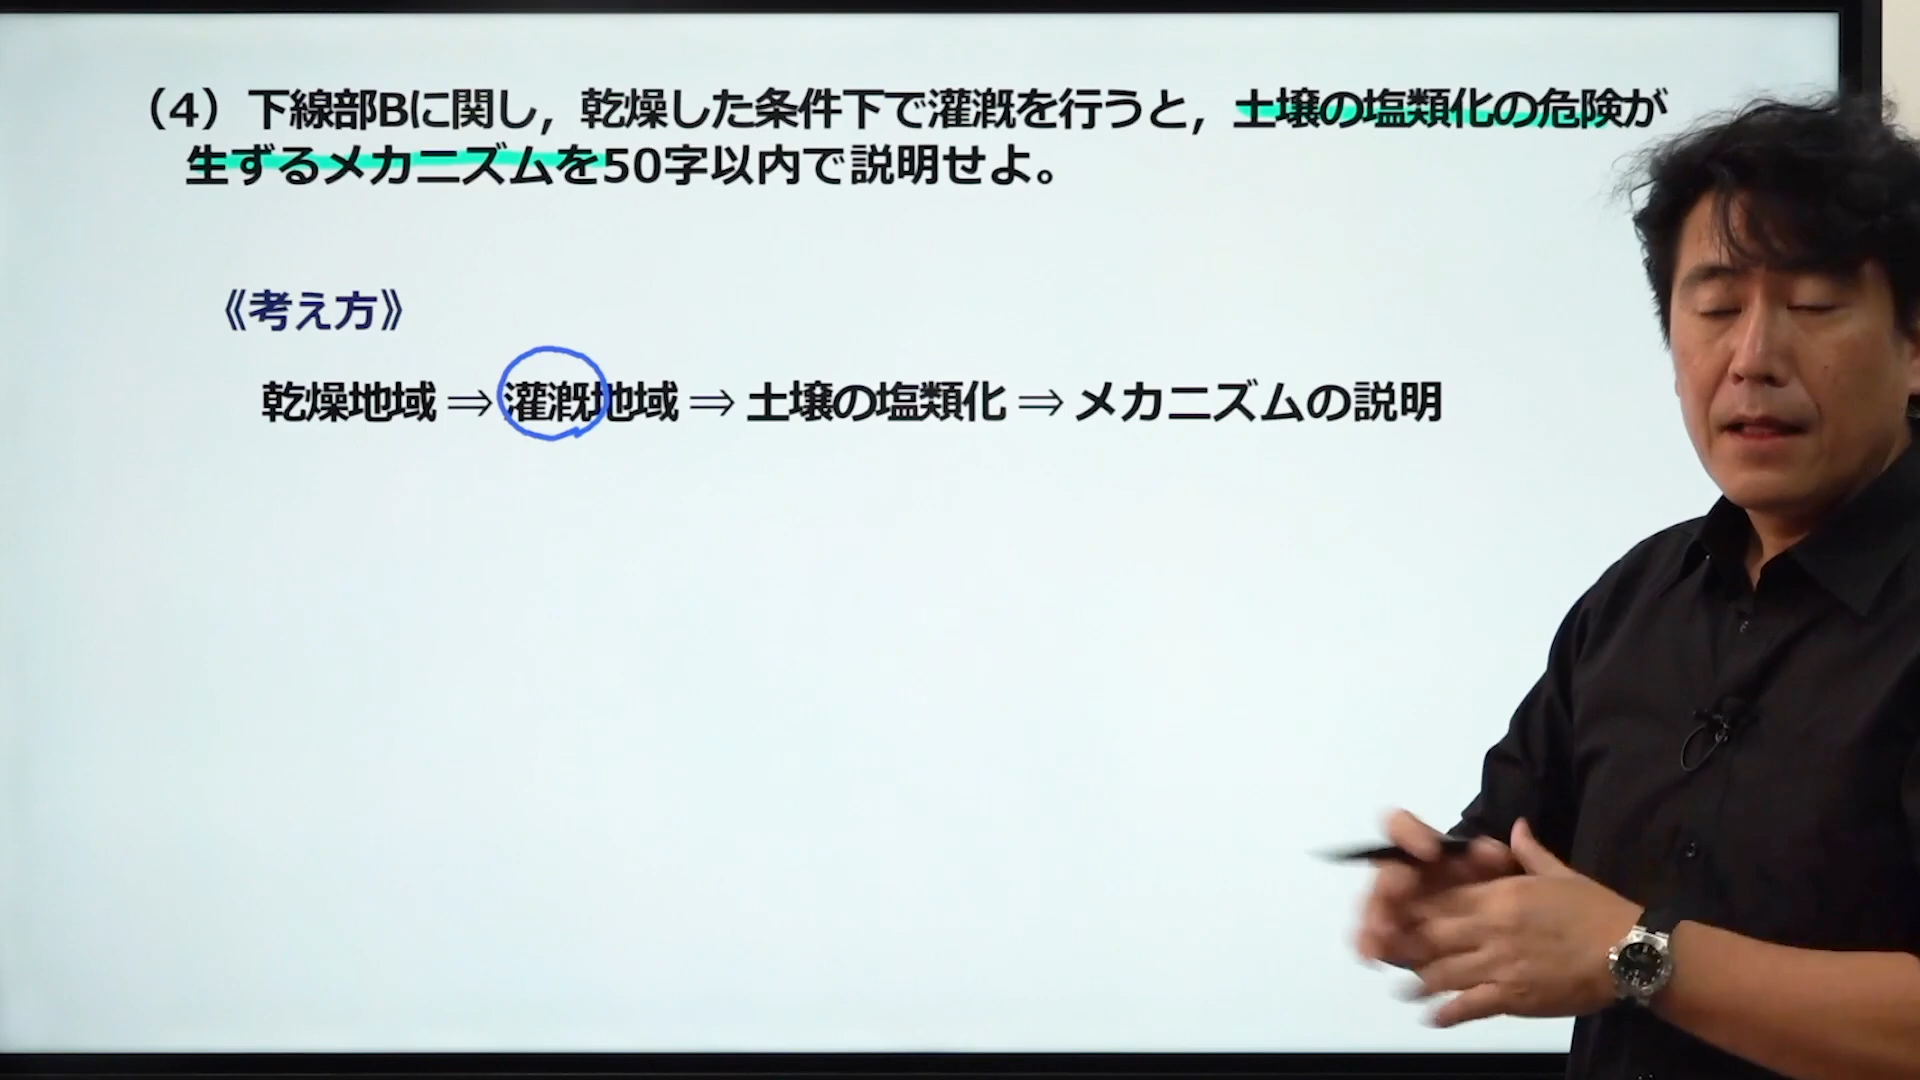 （4）下線部Bに関し，乾燥した条件下で灌漑を行うと，土壌の塩類化の危険が
生ずるメカニズムを50字以内で説明せよ。
《考え方》
乾燥地域⇒灌漑地域⇒土壌の塩類化⇒メカニズムの説明